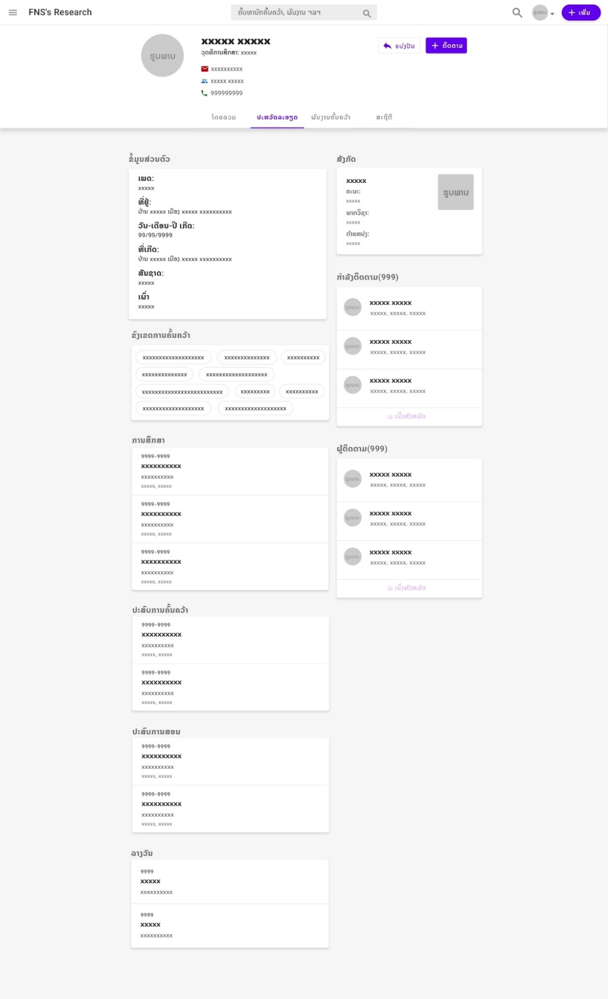 FNS's Research
ຄົ້ນຫານັກຄົ້ນຄວ້າ, ຜົນງານ ຯລຯ
ຮູບພາບ
ເພີ່ມ
ຮູບພາບ
xxxxx xxxxx
ວຸດທິການສຶກສາ: xxxxx
xxxxxxxxxx
xxxxx xxxxx
999999999
ແບ່ງປັນ
ຕິດຕາມ
ໂດຍລວມ
ປະຫວັດລະອຽດ
ຜົນງານຄົ້ນຄວ້າ
ສະຖິຕິ
ຂໍ້ມູນສ່ວນຕົວ
ເພດ:
xxxxx
ທີ່ຢູ່:
ບ້ານ xxxxx ເມືອງ xxxxx xxxxxxxxxx
ວັນ-ເດືອນ-ປີ ເກີດ:
99/99/9999
ທີ່ເກີດ:
ບ້ານ xxxxx ເມືອງ xxxxx xxxxxxxxxx
ສັນຊາດ:
xxxxx
ເຜົ່າ
xxxxx
ຂົງເຂດການຄົ້ນຄວ້າ
xxxxxxxxxxxxxxxxxxx xxxxxxxxxxxxxx xxxxxxxxxx
xxxxxxxxxxxxxx xxxxxxxxxxxxxxxxxxx
xxxxxxxxxxxxxxxxxxxxxxxxx xxxxxxxxx xxxxxxxxxx
xxxxxxxxxxxxxxxxxxx xxxxxxxxxxxxxxxxxxx
ການສຶກສາ
9999-9999
xxxxxxxxxx
xxxxxxxxxx
xxxxx, xxxxx
9999-9999
xxxxxxxxxx
xxxxxxxxxx
xxxxx, xxxxx
9999-9999
xxxxxxxxxx
xxxxxxxxxx
xxxxx, xxxxx
ປະສົບການຄົ້ນຄວ້າ
9999-9999
xxxxxxxxxx
xxxxxxxxxx
xxxxx, xxxxx
9999-9999
xxxxxxxxxx
xxxxxxxxxx
xxxxx, xxxxx
ປະສົບການສອນ
9999-9999
xxxxxxxxxx
xxxxxxxxxx
xxxxx, xxxxx
9999-9999
xxxxxxxxxx
xxxxxxxxxx
xxxxx, xxxxx
ລາງວັນ
9999
xxxxx
xxxxxxxxxx
9999
xxxxx
xxxxxxxxxx
ສັງກັດ
xxxxx
ຄະນະ:
xxxxx
ພາກວິຊາ:
xxxxx
ຕຳແຫນ່ງ:
xxxxx
ຮູບພາບ
ກຳລັງຕິດຕາມ(999)
ຮູບພາບ
xxxxx xxxxx
xxxxx, xxxxx, xxxxx
ຮູບພາບ
xxxxx xxxxx
xxxxx, xxxxx, xxxxx
ຮູບພາບ
xxxxx xxxxx
xxxxx, xxxxx, xxxxx
ເບິ່ງທັງຫມົດ
ຜູ້ຕິດຕາມ(999)
ຮູບພາບ
xxxxx xxxxx
xxxxx, xxxxx, xxxxx
ຮູບພາບ
xxxxx xxxxx
xxxxx, xxxxx, xxxxx
ຮູບພາບ
xxxxx xxxxx
xxxxx, xxxxx, xxxxx
ເບິ່ງທັງຫມົດ